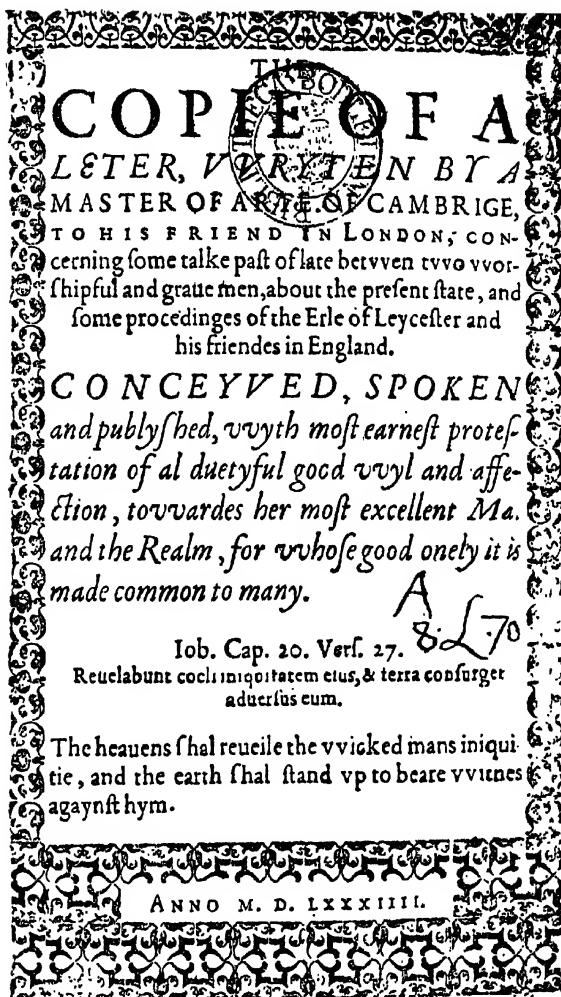 THE
COPIE OF A
LETER, VVRYTEN BY A
MASTER OF ARTE. OF CAMBRIGE,
TO HIS FRIEND IN LONDON, CON-
cerning ſome talke paſt of late betvven tvvo vvor-
ſhipful and graue men, about the preſent ſtate, and
ſome procedinges of the Erle of Leyceſter and
his friendes in England.
CONCEYVED, SPOKEN
and publyſhed, vvyth moſt earneſt proteſ-
tation of al duetyful good vvyl and affe-
ction, tovvardes her moſt excellent Ma.
and the Realm, for vvhoſe good onely it is
made common to many.
A
8. L. 70
Iob. Cap. 20. Verſ. 27.
Reuelabunt coeli iniquitatem eius, & terra conſurget
aduerſus eum.
The heauens ſhal reueile the vvicked mans iniqui-
tie, and the earth ſhal ſtand vp to beare vvitnes
agaynſt hym.
ANNO M. D. LXXXIIII.